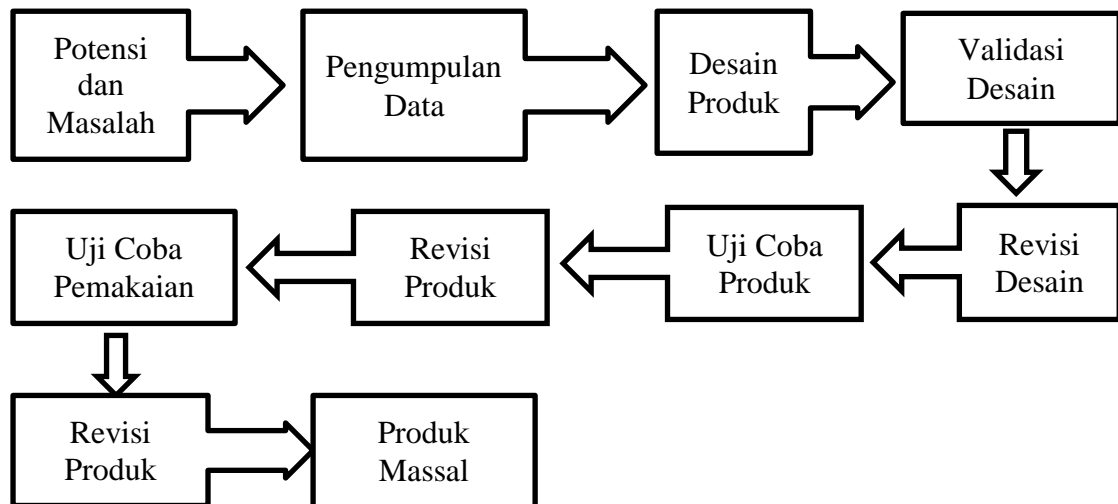 Potensi
dan
Masalah
Pengumpulan
Data
Desain
Produk
Validasi
Desain
Revisi
Desain
Uji Coba
Produk
Revisi
Produk
Uji Coba
Pemakaian
Revisi
Produk
Produk
Massal